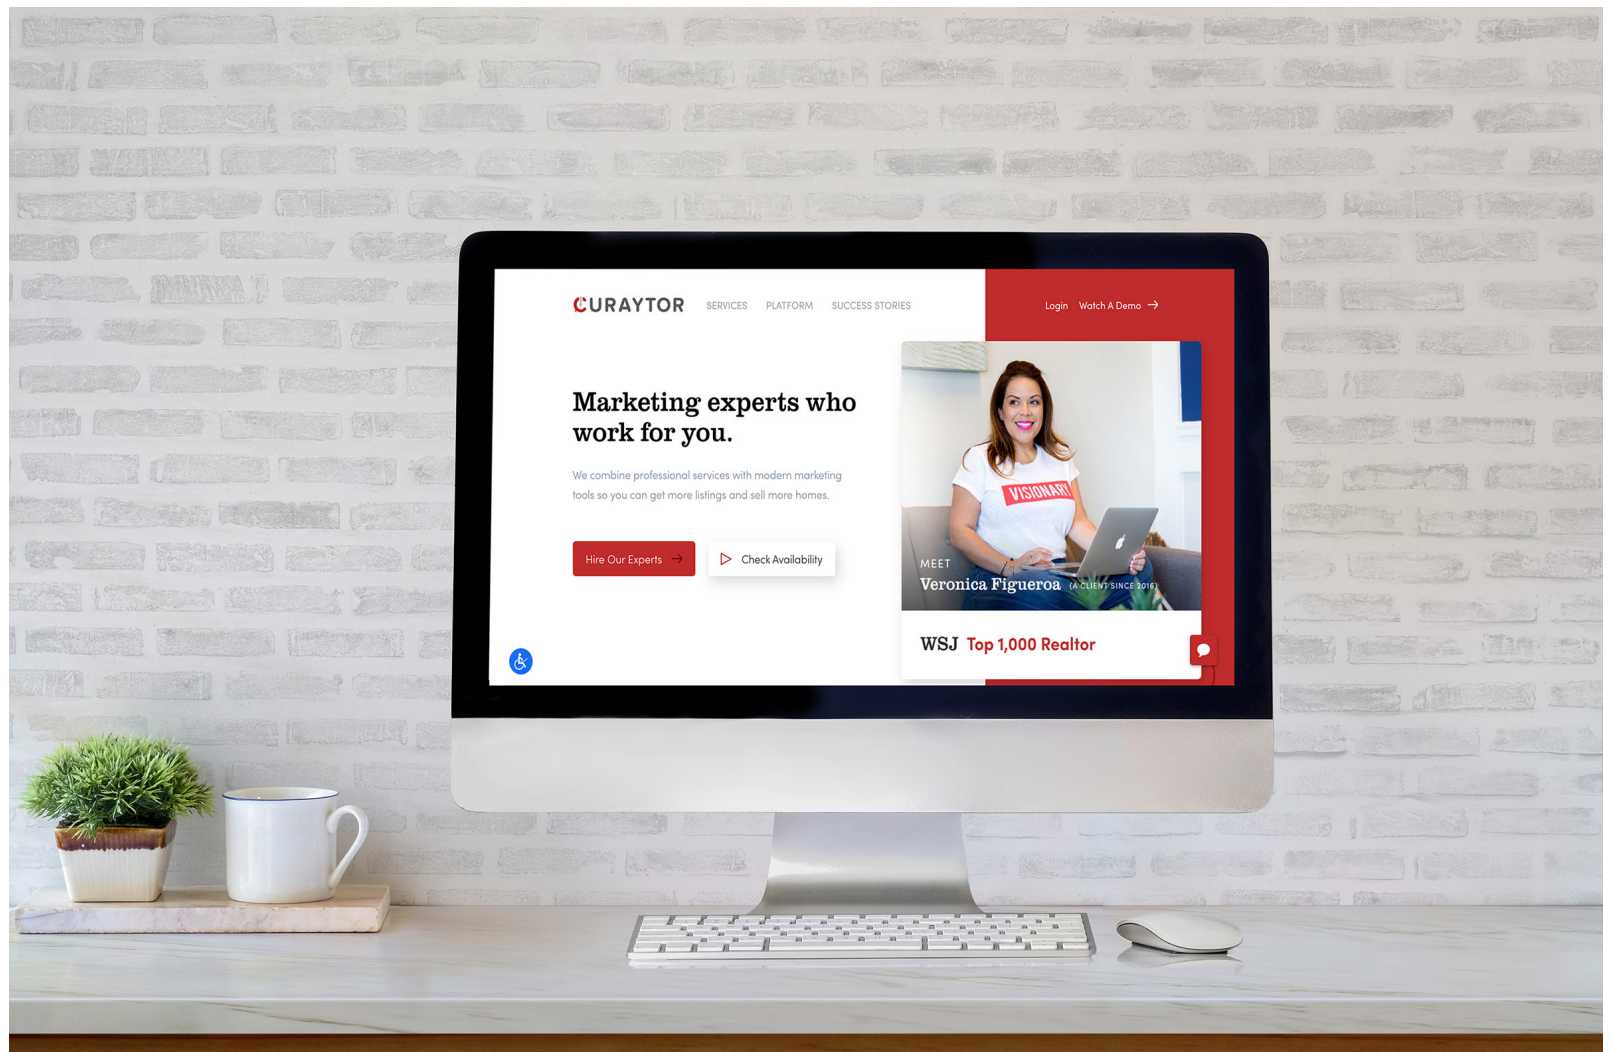 CURAYTOR SERVICES PLATFORM SUCCESS STORIES Login Watch A Demo →
Marketing experts who
work for you.
We combine professional services with modern marketing
tools so you can get more listings and sell more homes.
Hire Our Experts →
Check Availability
VISIONARY
MEET
Veronica Figueroa (A CLIENT SINCE 2016)
WSJ Top 1,000 Realtor